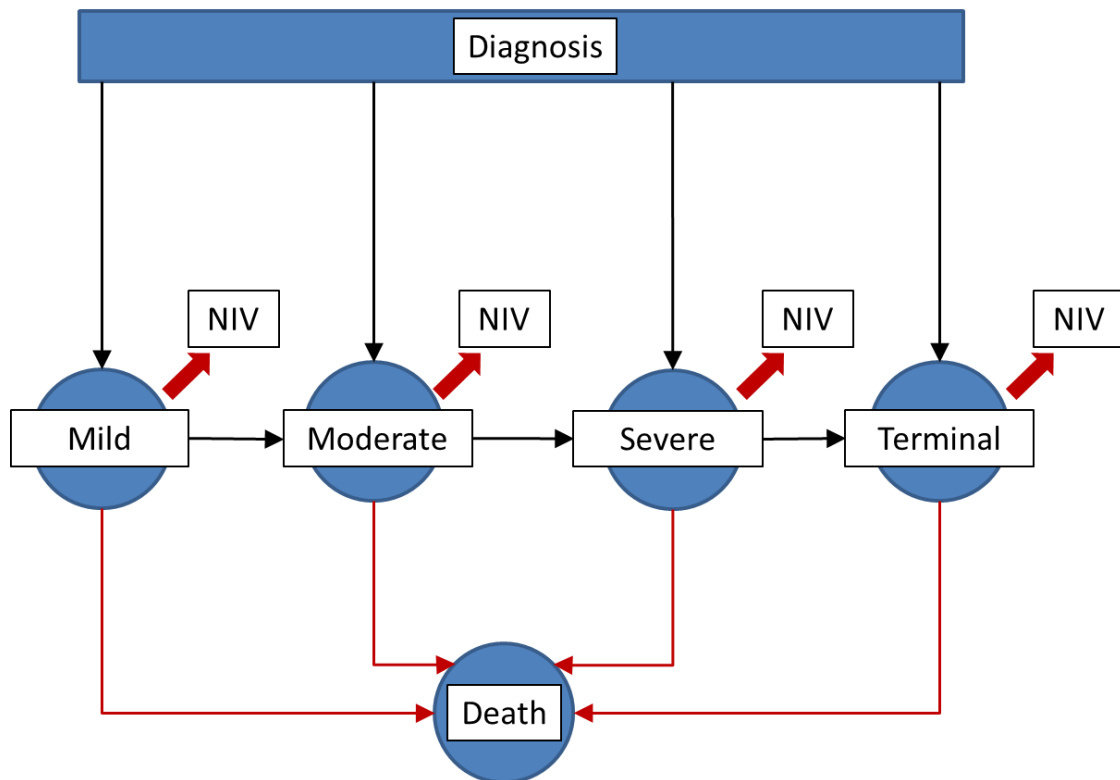 Diagnosis
NIV
NIV
NIV
NIV
Mild
Moderate
Severe
Terminal
Death